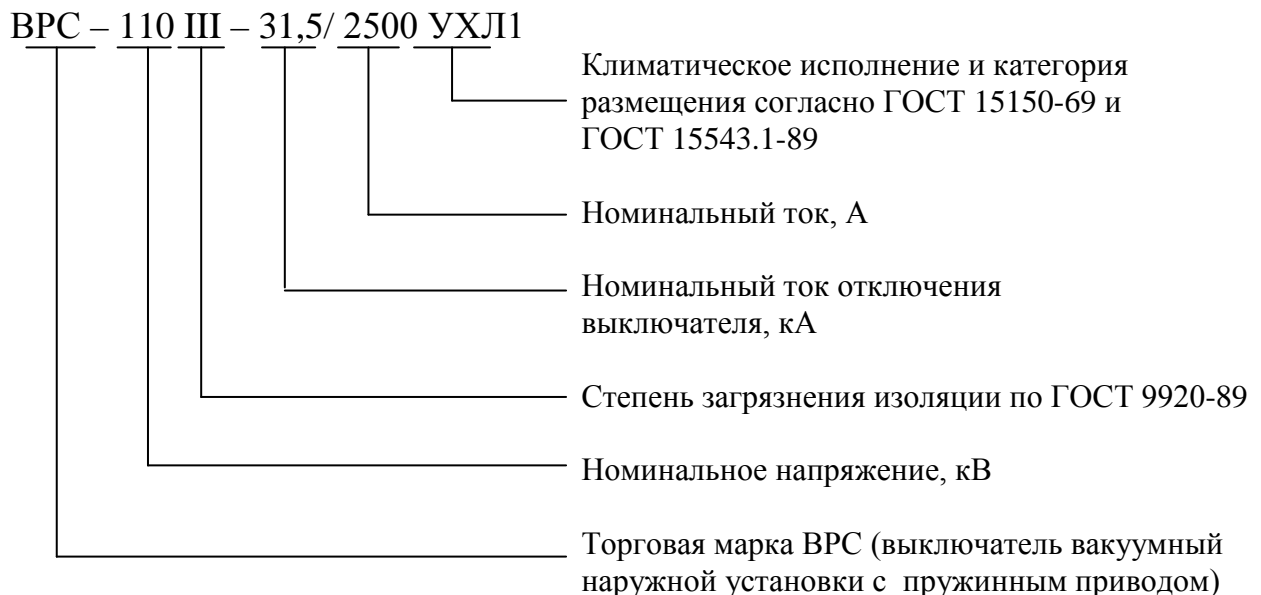 ВРС – 110 III – 31,5/ 2500 УХЛ1
Климатическое исполнение и категория
размещения согласно ГОСТ 15150-69 и
ГОСТ 15543.1-89
Номинальный ток, А
Номинальный ток отключения
выключателя, кА
Степень загрязнения изоляции по ГОСТ 9920-89
Номинальное напряжение, кВ
Торговая марка ВРС (выключатель вакуумный
наружной установки с пружинным приводом)